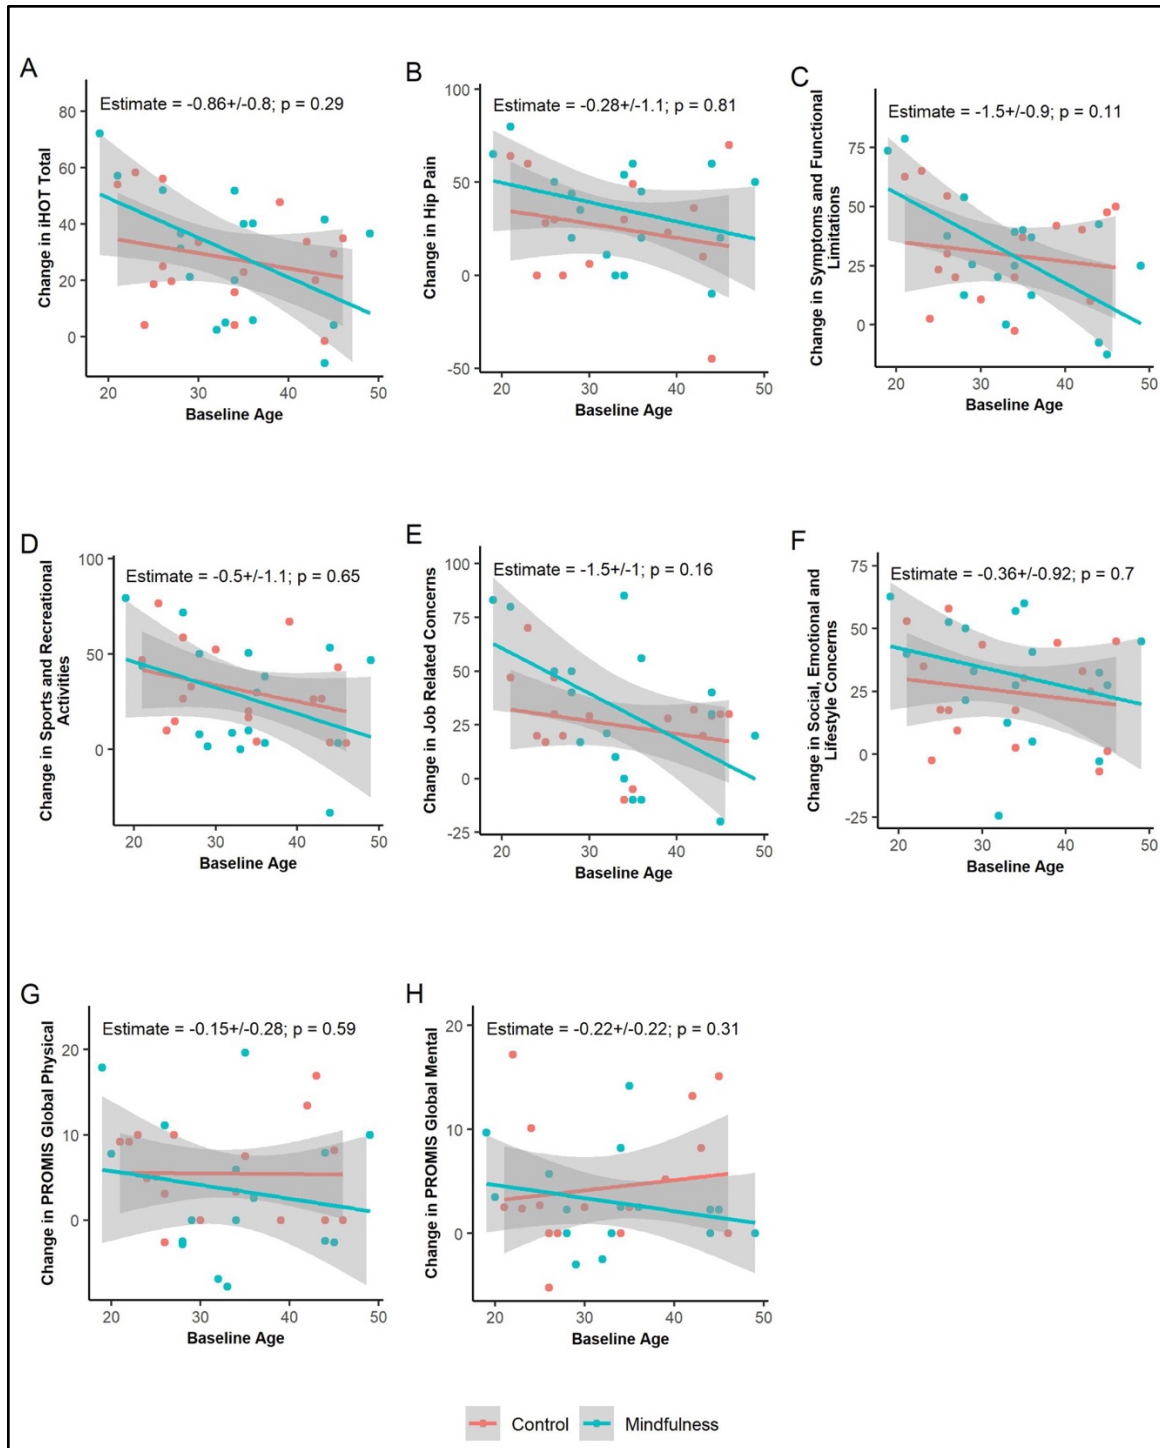 A
Estimate = -0.86+/-0.8; p = 0.29
Change in iHOT Total
80
60
40
20
0
20 30 40 50
Baseline Age
B
Estimate = -0.28+/-1.1; p = 0.81
Change in Hip Pain
100
50
0
-50
20 30 40 50
Baseline Age
C
Estimate = -1.5+/-0.9; p = 0.11
Change in Symptoms and Functional
Limitations
75
50
25
0
20 30 40 50
Baseline Age
D
Estimate = -0.5+/-1.1; p = 0.65
Change in Sports and Recreational
Activities
100
50
0
20 30 40 50
Baseline Age
E
Estimate = -1.5+/-1; p = 0.16
Change in Job Related Concerns
100
75
50
25
0
-25
20 30 40 50
Baseline Age
F
Estimate = -0.36+/-0.92; p = 0.7
Change in Social, Emotional and
Lifestyle Concerns
75
50
25
0
-25
20 30 40 50
Baseline Age
G
Estimate = -0.15+/-0.28; p = 0.59
Change in PROMIS Global Physical
20
10
0
20 30 40 50
Baseline Age
H
Estimate = -0.22+/-0.22; p = 0.31
Change in PROMIS Global Mental
20
10
0
20 30 40 50
Baseline Age
Control Mindfulness